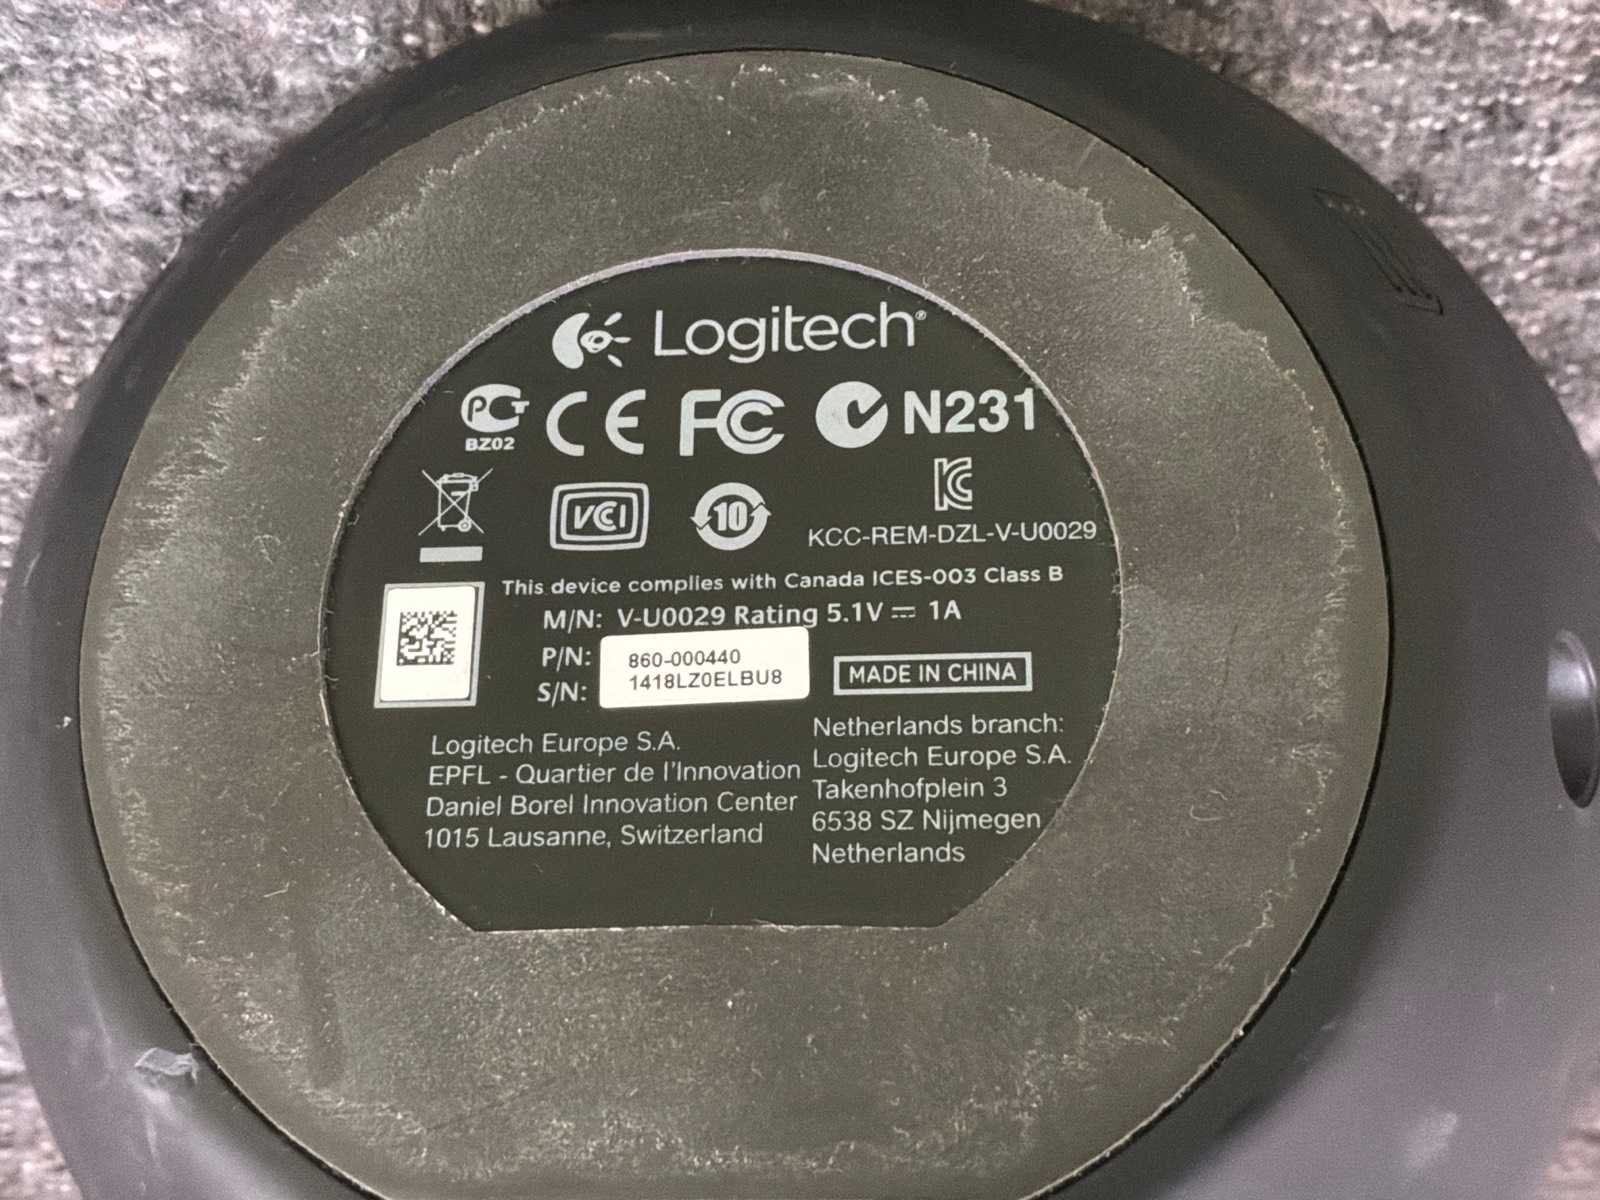 Logitech®
PCT
BZ02
CE FC N231
VCI 10
KCC-REM-DZL-V-U0029
This device complies with Canada ICES-003 Class B
M/N: V-U0029 Rating 5.1V ⎓ 1A
P/N: 860-000440
S/N: 1418LZ0ELBU8
MADE IN CHINA
Logitech Europe S.A.
EPFL - Quartier de l'Innovation
Daniel Borel Innovation Center
1015 Lausanne, Switzerland
Netherlands branch:
Logitech Europe S.A.
Takenhofplein 3
6538 SZ Nijmegen
Netherlands